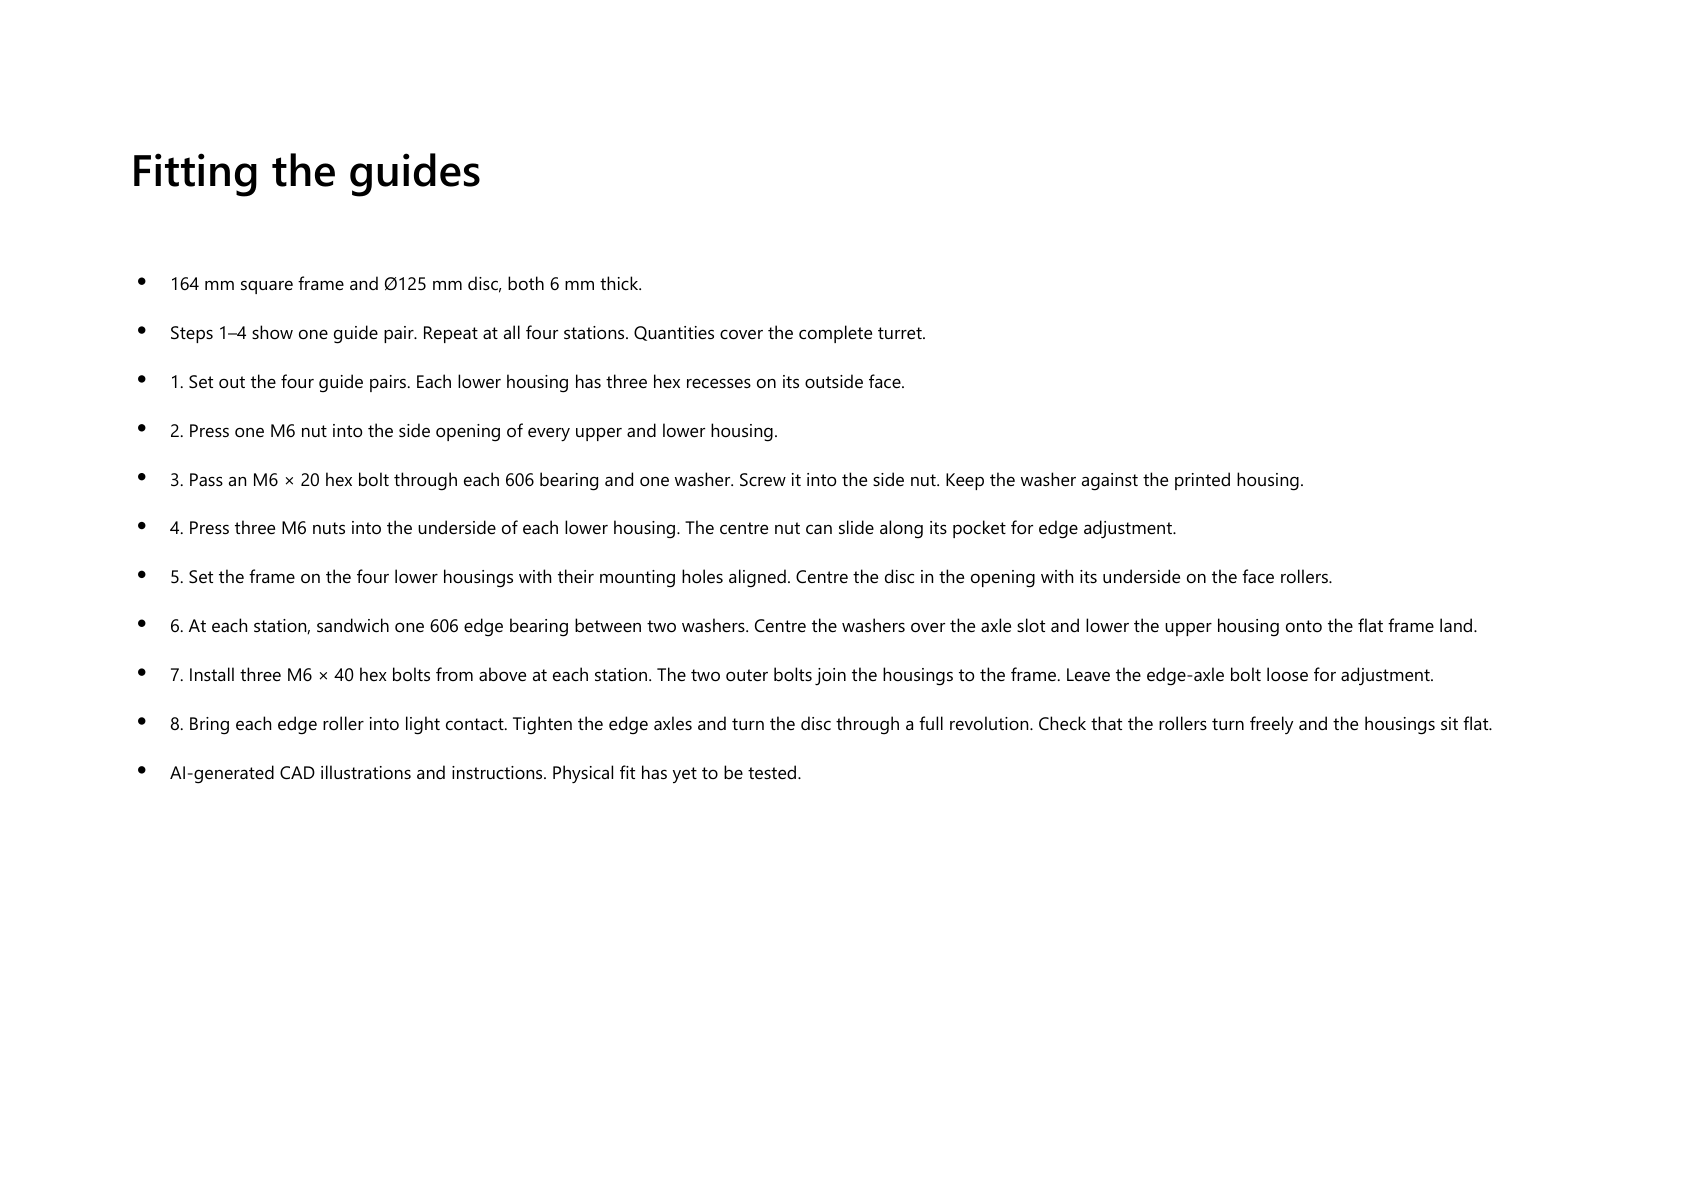 Fitting the guides
• 164 mm square frame and Ø125 mm disc, both 6 mm thick.
• Steps 1–4 show one guide pair. Repeat at all four stations. Quantities cover the complete turret.
• 1. Set out the four guide pairs. Each lower housing has three hex recesses on its outside face.
• 2. Press one M6 nut into the side opening of every upper and lower housing.
• 3. Pass an M6 × 20 hex bolt through each 606 bearing and one washer. Screw it into the side nut. Keep the washer against the printed housing.
• 4. Press three M6 nuts into the underside of each lower housing. The centre nut can slide along its pocket for edge adjustment.
• 5. Set the frame on the four lower housings with their mounting holes aligned. Centre the disc in the opening with its underside on the face rollers.
• 6. At each station, sandwich one 606 edge bearing between two washers. Centre the washers over the axle slot and lower the upper housing onto the flat frame land.
• 7. Install three M6 × 40 hex bolts from above at each station. The two outer bolts join the housings to the frame. Leave the edge-axle bolt loose for adjustment.
• 8. Bring each edge roller into light contact. Tighten the edge axles and turn the disc through a full revolution. Check that the rollers turn freely and the housings sit flat.
• AI-generated CAD illustrations and instructions. Physical fit has yet to be tested.